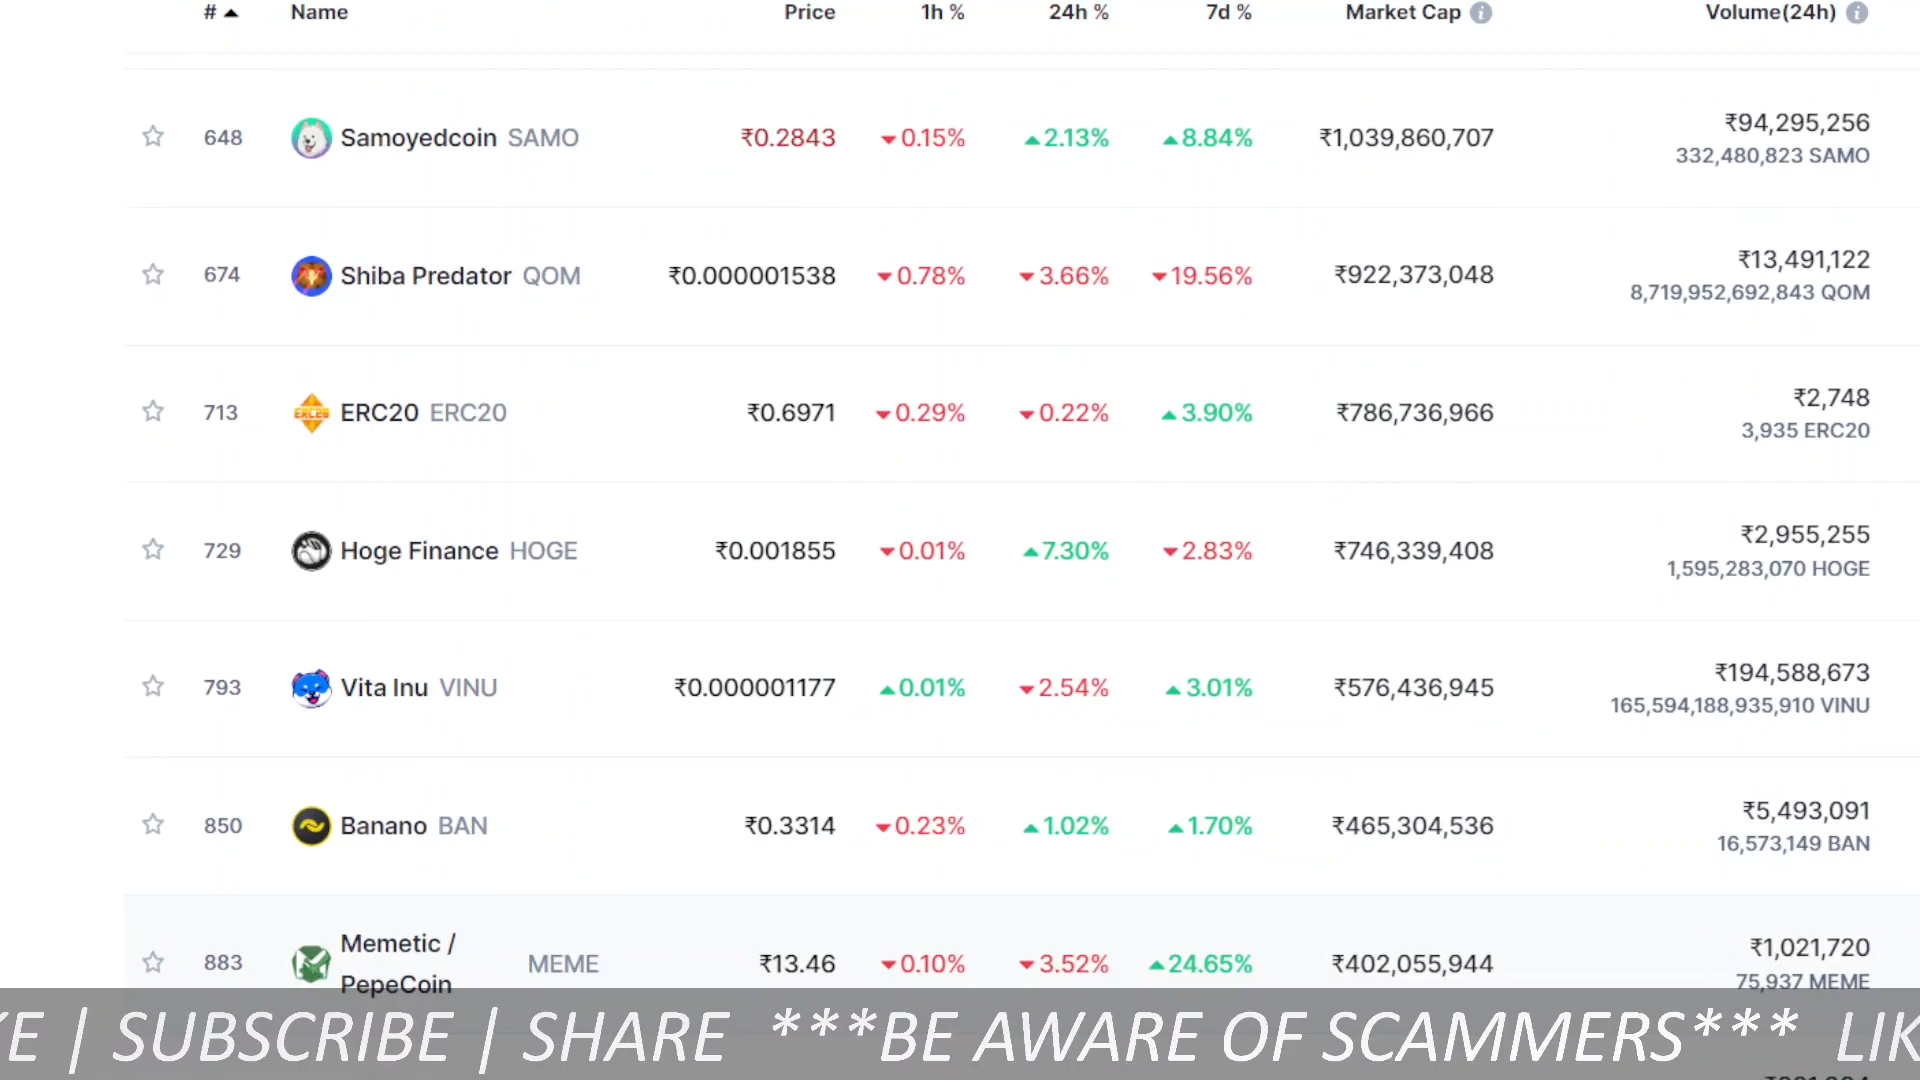 # Name Price 1h % 24h % 7d % Market Cap Volume(24h)
648 Samoyedcoin SAMO ₹0.2843 0.15% 2.13% 8.84% ₹1,039,860,707 ₹94,295,256
332,480,823 SAMO
674 Shiba Predator QOM ₹0.000001538 0.78% 3.66% 19.56% ₹922,373,048 ₹13,491,122
8,719,952,692,843 QOM
713 ERC20 ERC20 ₹0.6971 0.29% 0.22% 3.90% ₹786,736,966 ₹2,748
3,935 ERC20
729 Hoge Finance HOGE ₹0.001855 0.01% 7.30% 2.83% ₹746,339,408 ₹2,955,255
1,595,283,070 HOGE
793 Vita Inu VINU ₹0.000001177 0.01% 2.54% 3.01% ₹576,436,945 ₹194,588,673
165,594,188,935,910 VINU
850 Banano BAN ₹0.3314 0.23% 1.02% 1.70% ₹465,304,536 ₹5,493,091
16,573,149 BAN
883 Memetic / PepeCoin MEME ₹13.46 0.10% 3.52% 24.65% ₹402,055,944 ₹1,021,720
75,937 MEME
KE | SUBSCRIBE | SHARE ***BE AWARE OF SCAMMERS*** LIK